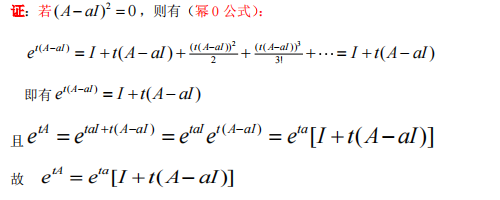 证：若(A−aI)²=0，则有（幂 0 公式）：
e^{t(A−aI)} = I + t(A−aI) + \frac{(t(A−aI))^2}{2} + \frac{(t(A−aI))^3}{3!} + ⋯ = I + t(A−aI)
即有 e^{t(A−aI)} = I + t(A−aI)
且 e^{tA} = e^{taI+t(A−aI)} = e^{taI} e^{t(A−aI)} = e^{ta}[I + t(A−aI)]
故 e^{tA} = e^{ta}[I + t(A−aI)]